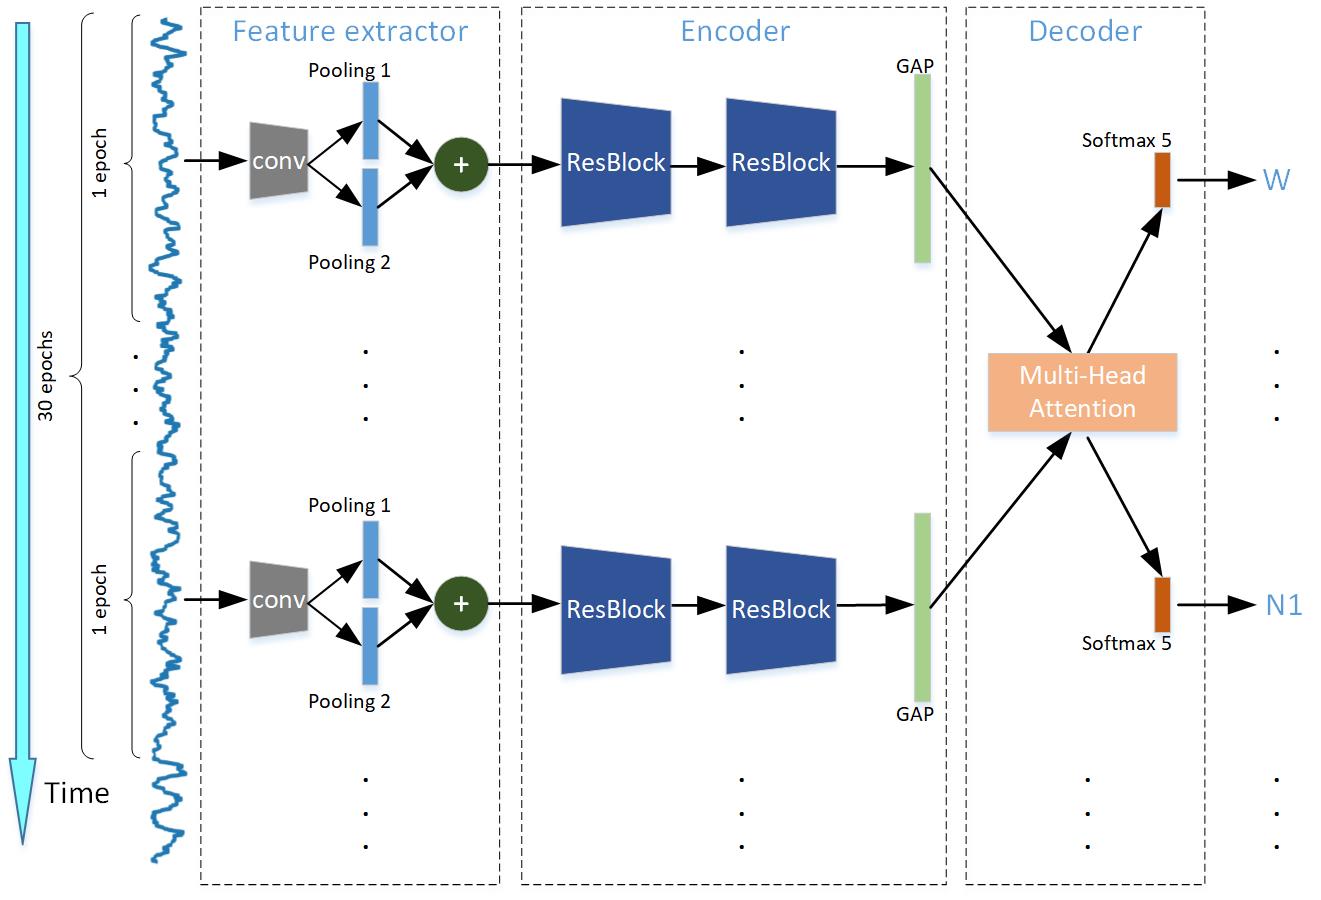 Feature extractor
Encoder
Decoder
Pooling 1
GAP
conv
+
ResBlock
ResBlock
Softmax 5
W
1 epoch
Pooling 2
30 epochs
Multi-Head
Attention
Pooling 1
conv
+
ResBlock
ResBlock
N1
1 epoch
Softmax 5
Pooling 2
GAP
Time